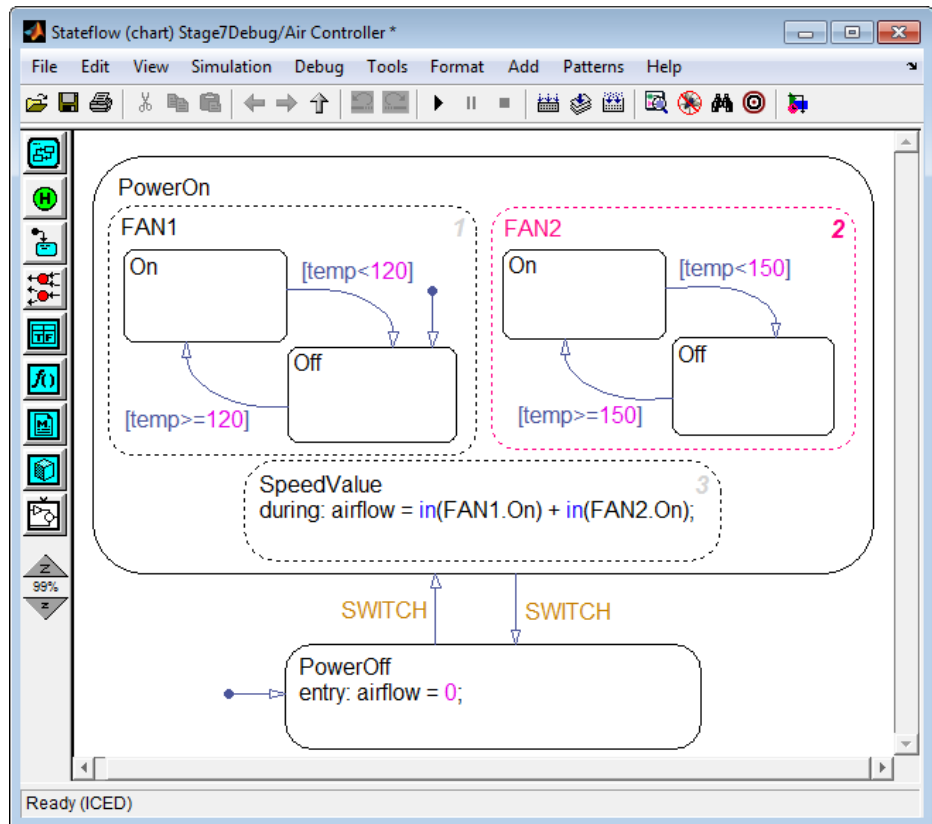 Stateflow (chart) Stage7Debug/Air Controller *
File Edit View Simulation Debug Tools Format Add Patterns Help
PowerOn
FAN1 1
On
[temp<120]
Off
[temp>=120]
FAN2 2
On
[temp<150]
Off
[temp>=150]
SpeedValue 3
during: airflow = in(FAN1.On) + in(FAN2.On);
SWITCH SWITCH
PowerOff
entry: airflow = 0;
H
TF
f()
M
Z
99%
z
Ready (ICED)